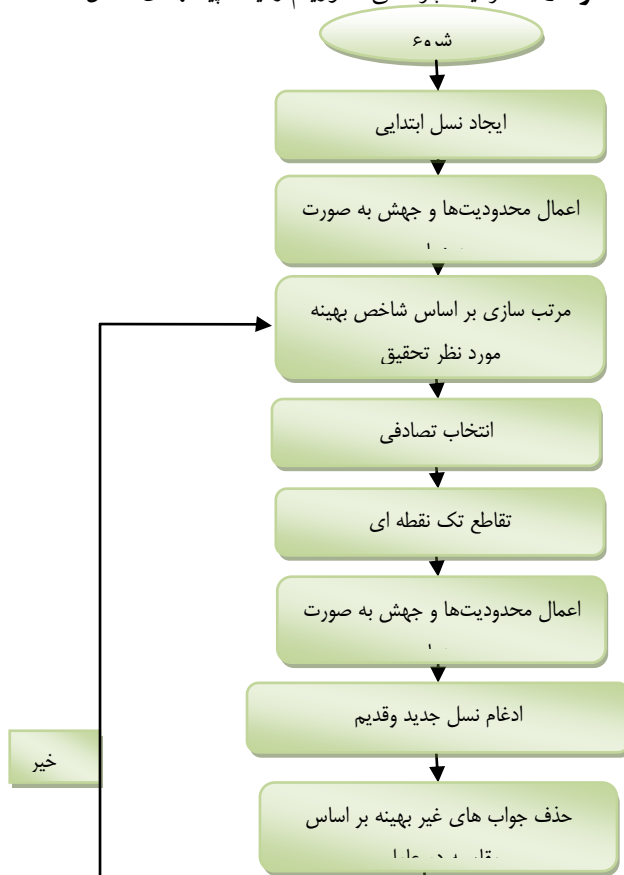 شروع
ایجاد نسل ابتدایی
اعمال محدودیت‌ها و جهش به صورت
مرتب سازی بر اساس شاخص بهینه
مورد نظر تحقیق
انتخاب تصادفی
تقاطع تک نقطه ای
اعمال محدودیت‌ها و جهش به صورت
ادغام نسل جدید وقدیم
خیر
حذف جواب های غیر بهینه بر اساس